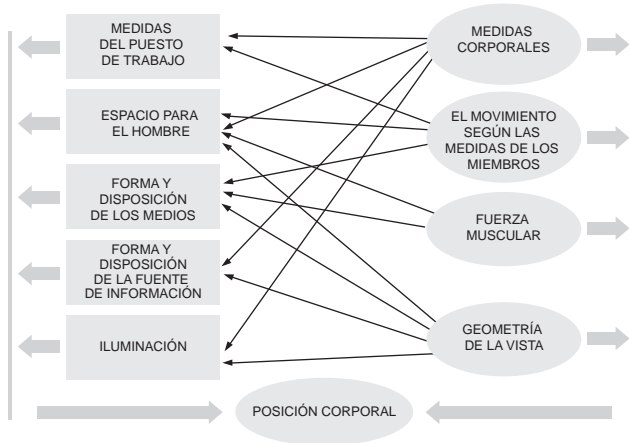 MEDIDAS
DEL PUESTO
DE TRABAJO
ESPACIO PARA
EL HOMBRE
FORMA Y
DISPOSICIÓN
DE LOS MEDIOS
FORMA Y
DISPOSICIÓN
DE LA FUENTE
DE INFORMACIÓN
ILUMINACIÓN
MEDIDAS
CORPORALES
EL MOVIMIENTO
SEGÚN LAS
MEDIDAS DE LOS
MIEMBROS
FUERZA
MUSCULAR
GEOMETRÍA
DE LA VISTA
POSICIÓN CORPORAL